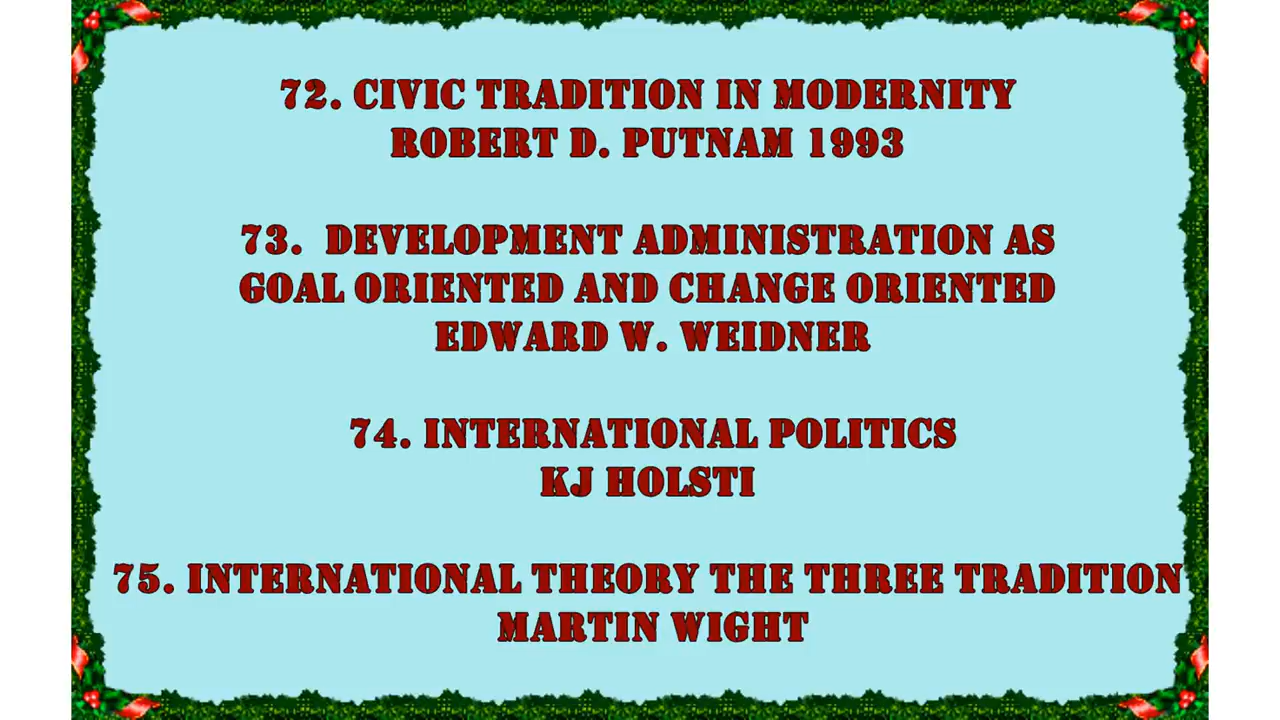 72. CIVIC TRADITION IN MODERNITY
ROBERT D. PUTNAM 1993
73. DEVELOPMENT ADMINISTRATION AS
GOAL ORIENTED AND CHANGE ORIENTED
EDWARD W. WEIDNER
74. INTERNATIONAL POLITICS
KJ HOLSTI
75. INTERNATIONAL THEORY THE THREE TRADITION
MARTIN WIGHT